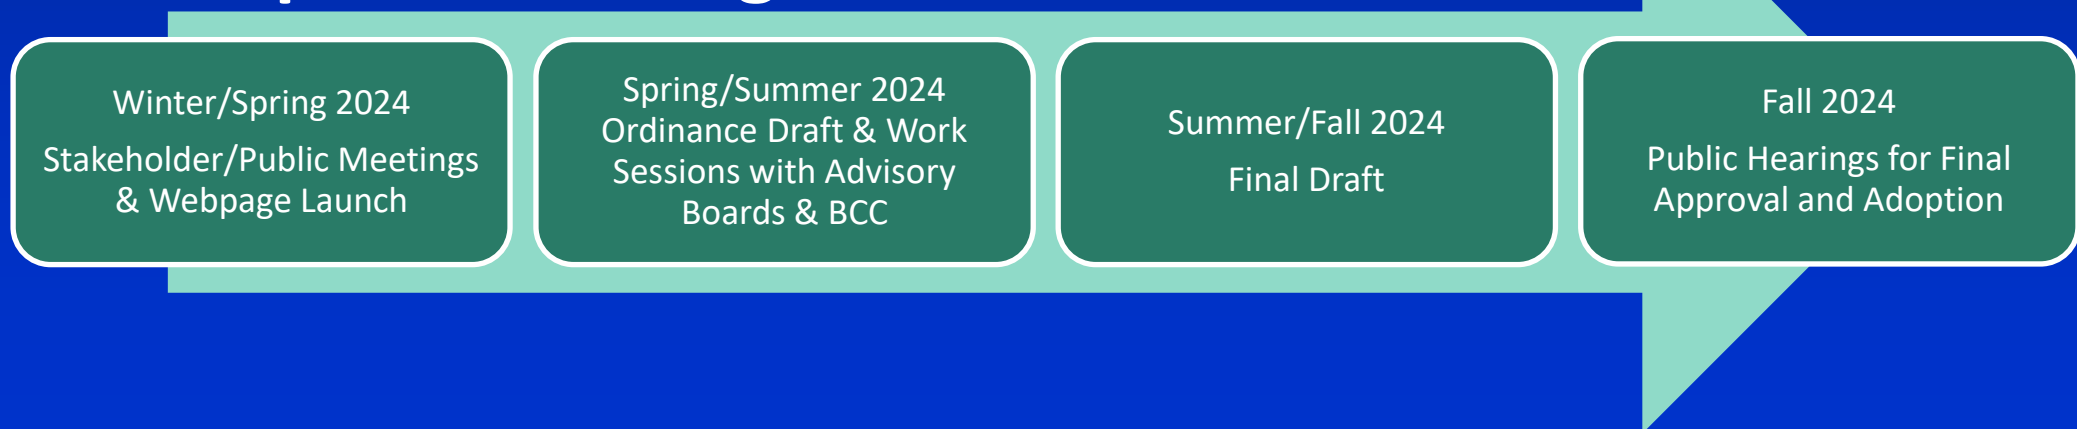 Winter/Spring 2024
Stakeholder/Public Meetings
& Webpage Launch
Spring/Summer 2024
Ordinance Draft & Work
Sessions with Advisory
Boards & BCC
Summer/Fall 2024
Final Draft
Fall 2024
Public Hearings for Final
Approval and Adoption